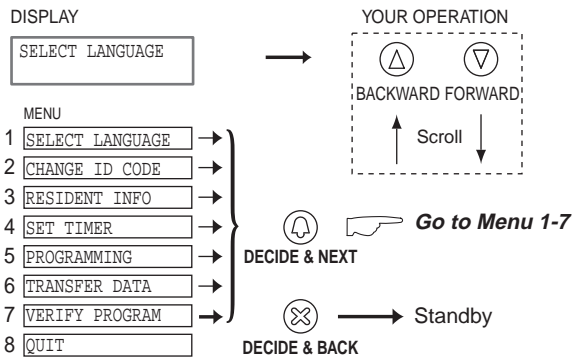 DISPLAY
YOUR OPERATION
SELECT LANGUAGE
BACKWARD FORWARD
Scroll
MENU
1 SELECT LANGUAGE
2 CHANGE ID CODE
3 RESIDENT INFO
4 SET TIMER
5 PROGRAMMING
6 TRANSFER DATA
7 VERIFY PROGRAM
8 QUIT
DECIDE & NEXT
Go to Menu 1-7
Standby
DECIDE & BACK